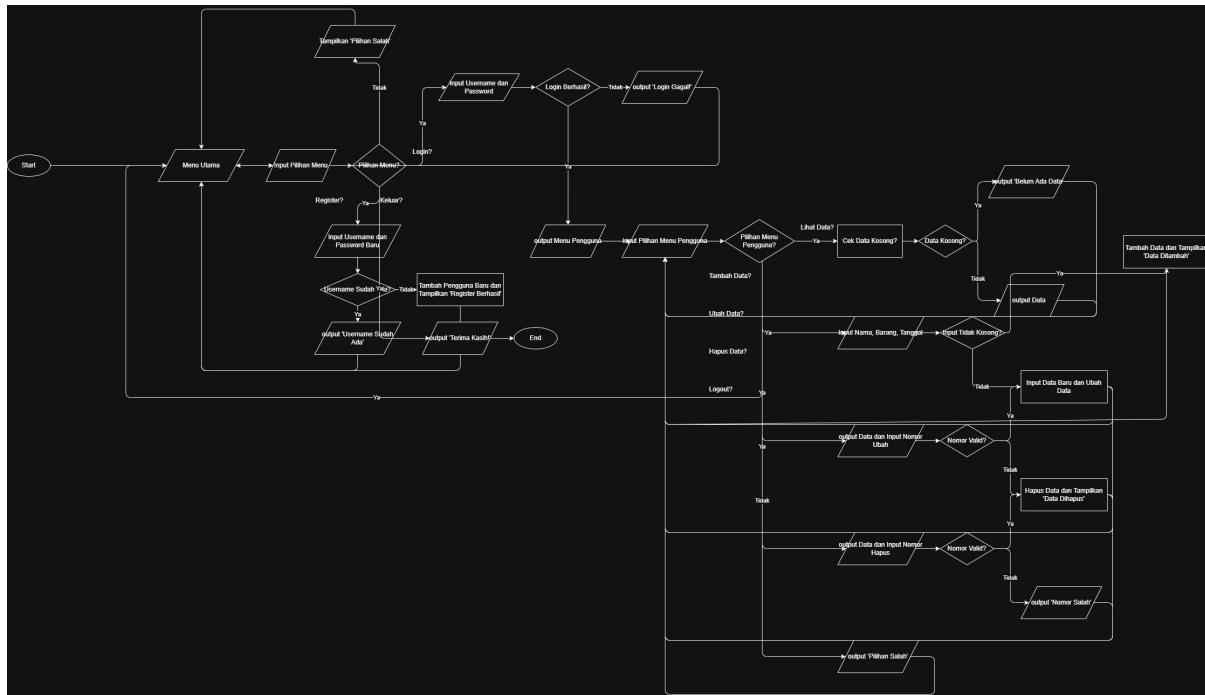 Tampilkan 'Pilihan Salah'
Tidak
Input Username dan
Password
Login Berhasil?
Tidak
output 'Login Gagal!'
Ya
Login?
Start
Menu Utama
Input Pilihan Menu
Pilihan Menu?
Ya
Register?
Ya
Keluar?
Input Username dan
Password Baru
output Menu Pengguna
Input Pilihan Menu Pengguna
Pilihan Menu
Pengguna?
Lihat Data?
Ya
Cek Data Kosong?
Data Kosong?
Ya
output 'Belum Ada Data
Tidak
output Data
Tambah Data dan Tampilkan
'Data Ditambah'
Ya
Tambah Data?
Username Sudah Ada?
Ya
Tidak
Tambah Pengguna Baru dan
Tampilkan 'Register Berhasil'
Ya
output 'Username Sudah
Ada'
output 'Terima Kasih!'
End
Ubah Data?
Ya
Input Nama, Barang, Tanggal
Input Tidak Kosong?
Hapus Data?
Tidak
Input Data Baru dan Ubah
Data
Logout?
Ya
Ya
Ya
Ya
output Data dan Input Nomor
Ubah
Nomor Valid?
Tidak
Hapus Data dan Tampilkan
'Data Dihapus'
Tidak
Ya
output Data dan Input Nomor
Hapus
Nomor Valid?
Tidak
output 'Nomor Salah'
output 'Pilihan Salah'